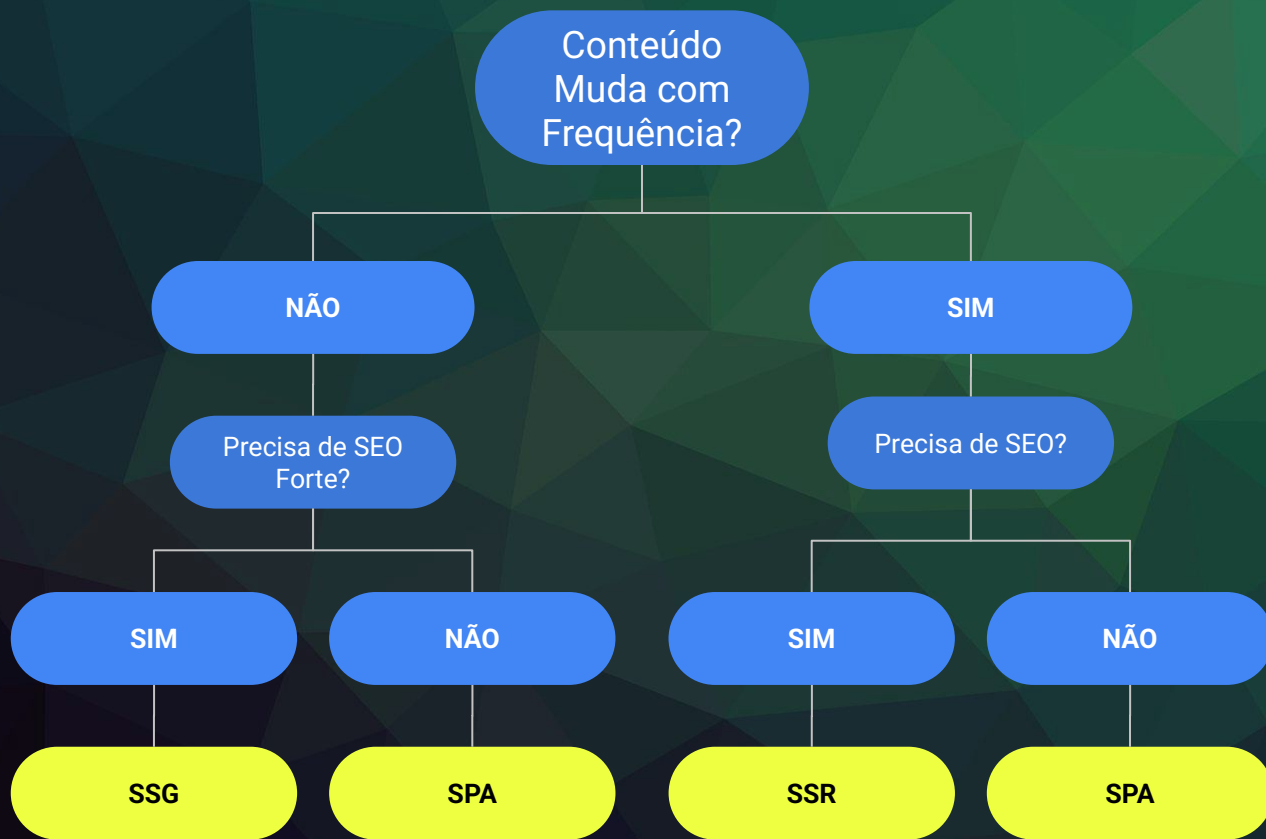 Conteúdo
Muda com
Frequência?
NÃO
SIM
Precisa de SEO
Forte?
Precisa de SEO?
SIM
NÃO
SIM
NÃO
SSG
SPA
SSR
SPA